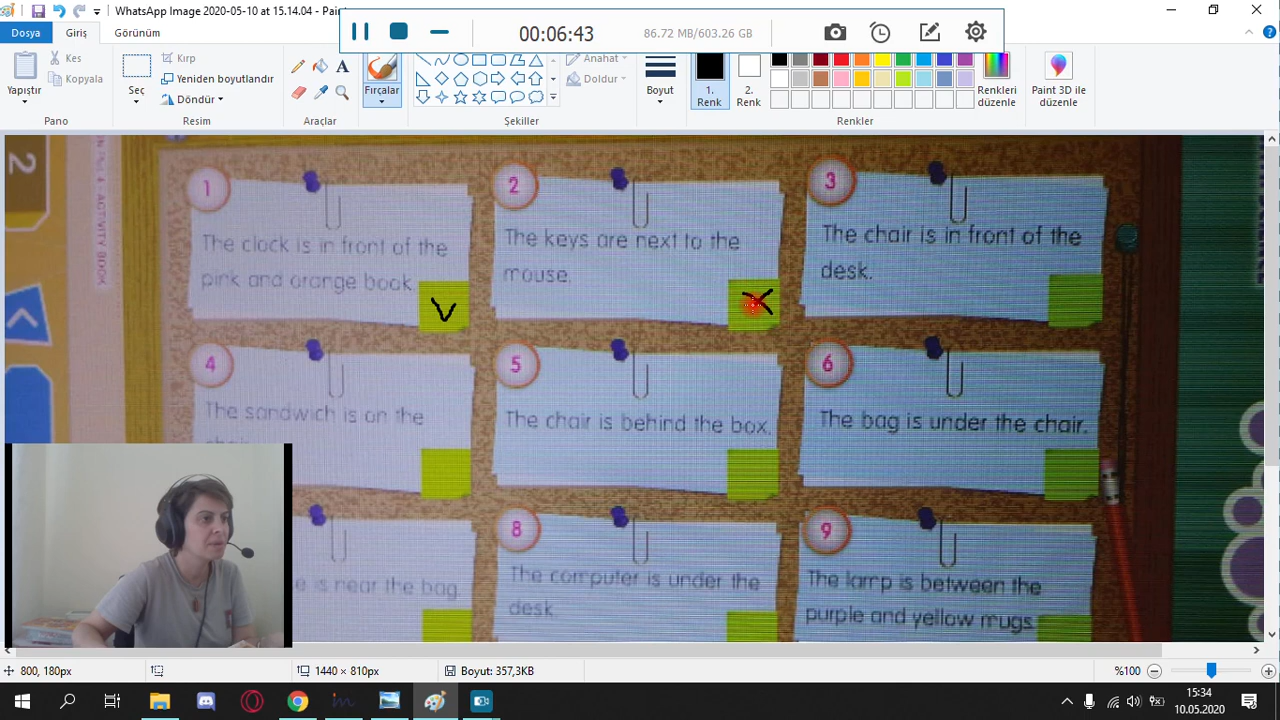 WhatsApp Image 2020-05-10 at 15.14.04 - Pain
00:06:43
86.72 MB/603.26 GB
Dosya
Giriş
Görünüm
Yapıştır
Kes
Kopyala
Pano
Seç
Kırp
Yeniden boyutlandır
Döndür
Resim
A
Araçlar
Fırçalar
Anahat
Doldur
Şekiller
Boyut
1.
Renk
2.
Renk
Renkleri
düzenle
Renkler
Paint 3D ile
düzenle
2
ACTIVITY BOOK
1
The clock is in front of the
pink and orange book
V
2
The keys are next to the
mouse.
X
3
The chair is in front of the
desk.
4
The sandwich is on the
5
The chair is behind the box.
6
The bag is under the chair.
is near the bag
8
The computer is under the
desk
9
The lamp is between the
purple and yellow mugs
800, 180px
1440 × 810px
Boyut: 357,3KB
%100
15:34
10.05.2020